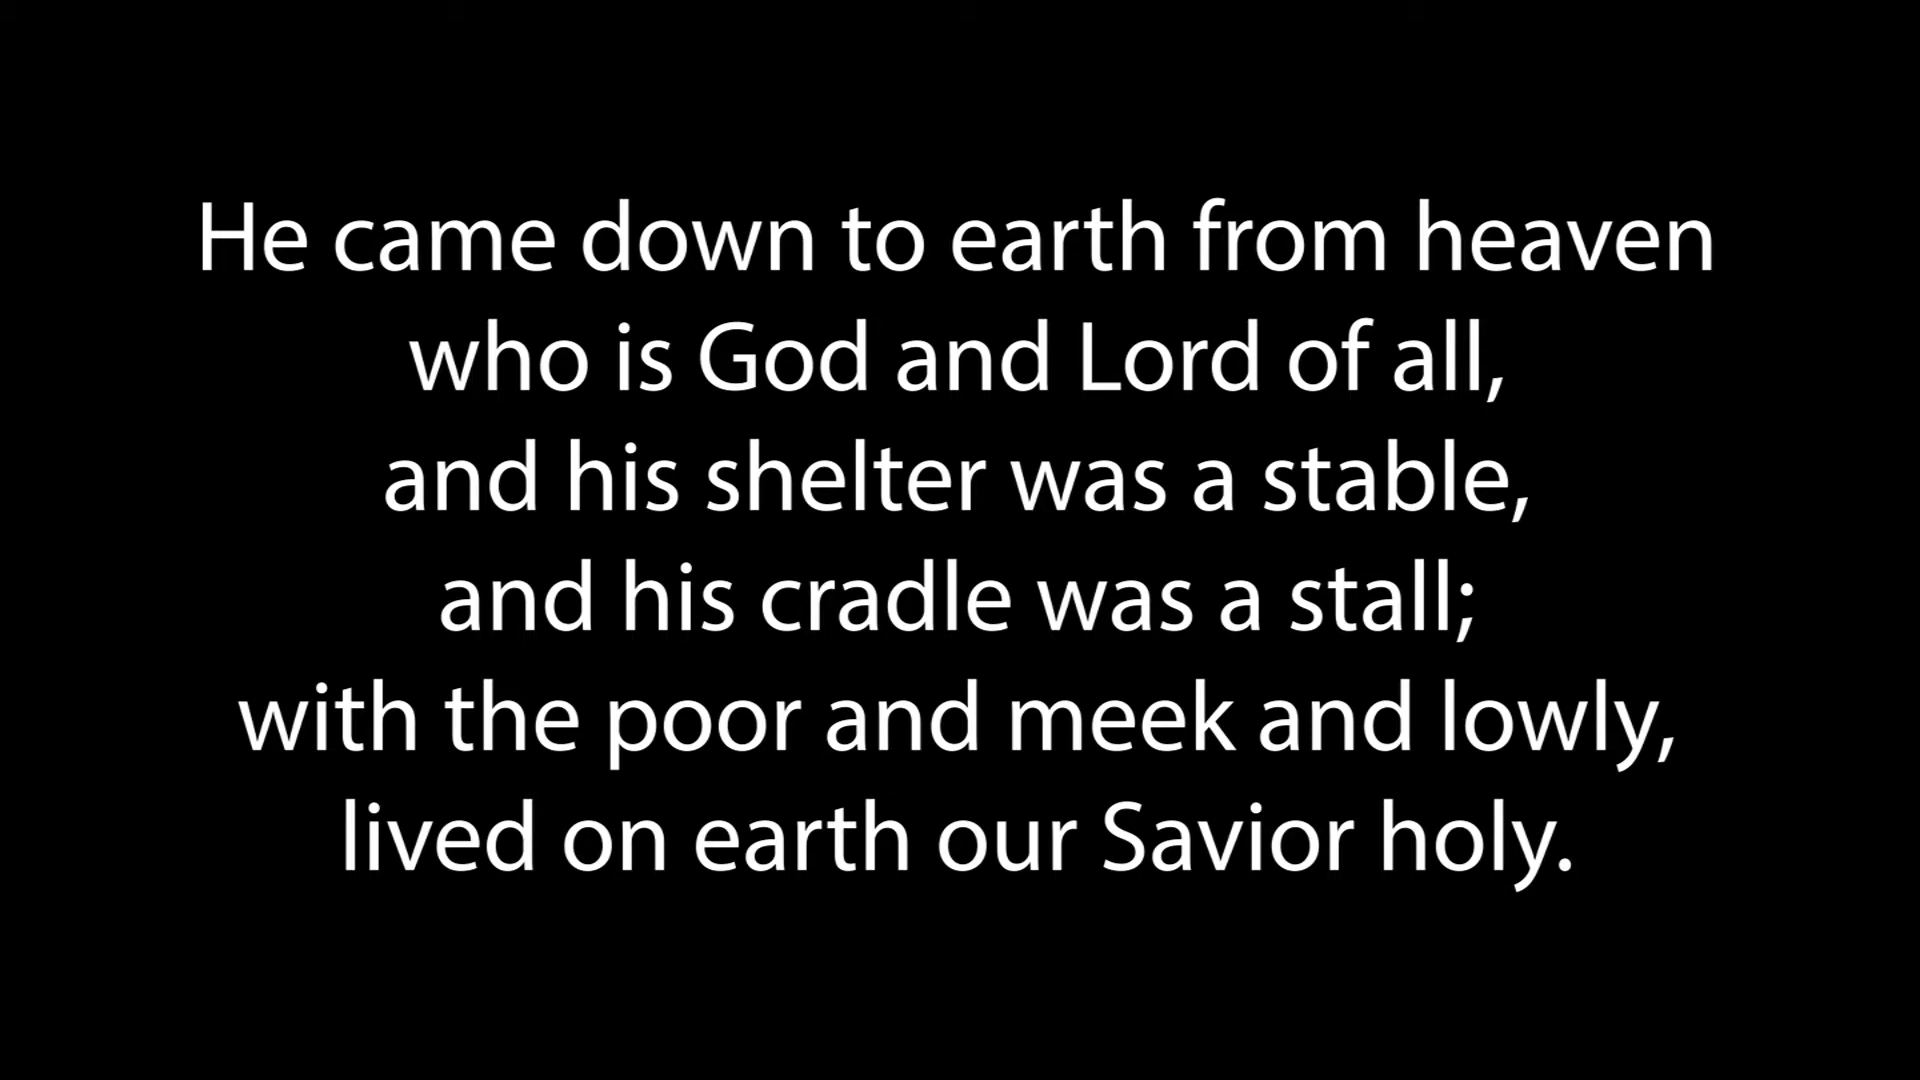 He came down to earth from heaven
who is God and Lord of all,
and his shelter was a stable,
and his cradle was a stall;
with the poor and meek and lowly,
lived on earth our Savior holy.